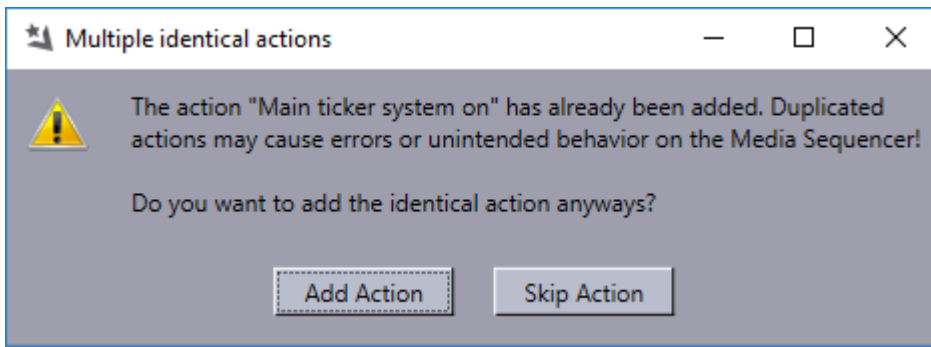 Multiple identical actions
The action "Main ticker system on" has already been added. Duplicated
actions may cause errors or unintended behavior on the Media Sequencer!
Do you want to add the identical action anyways?
Add Action
Skip Action